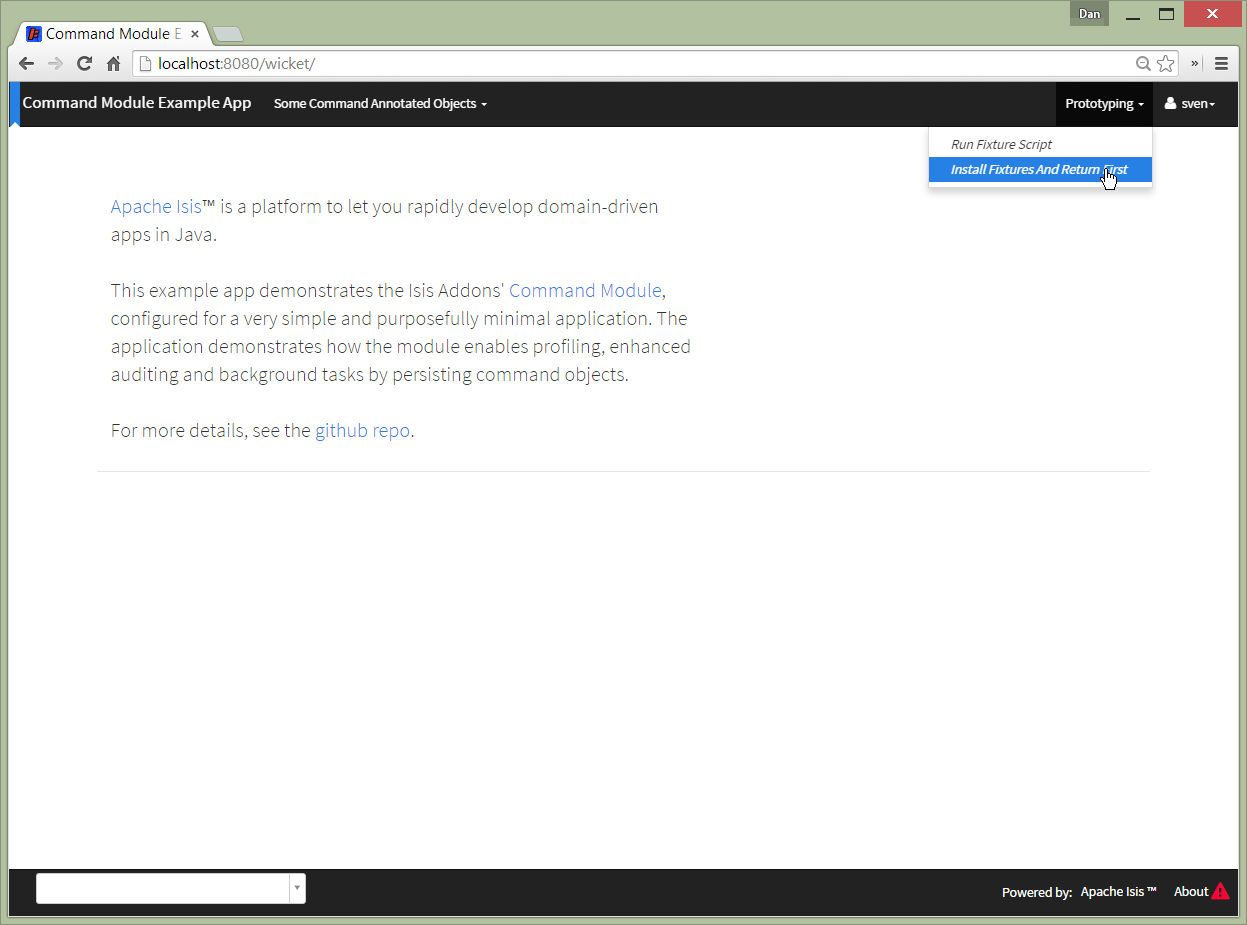 Dan
Command Module E
localhost:8080/wicket/
»
Command Module Example App
Some Command Annotated Objects
Prototyping
sven
Run Fixture Script
Install Fixtures And Return First
Apache Isis™ is a platform to let you rapidly develop domain-driven
apps in Java.
This example app demonstrates the Isis Addons' Command Module,
configured for a very simple and purposefully minimal application. The
application demonstrates how the module enables profiling, enhanced
auditing and background tasks by persisting command objects.
For more details, see the github repo.
Powered by: Apache Isis ™ About